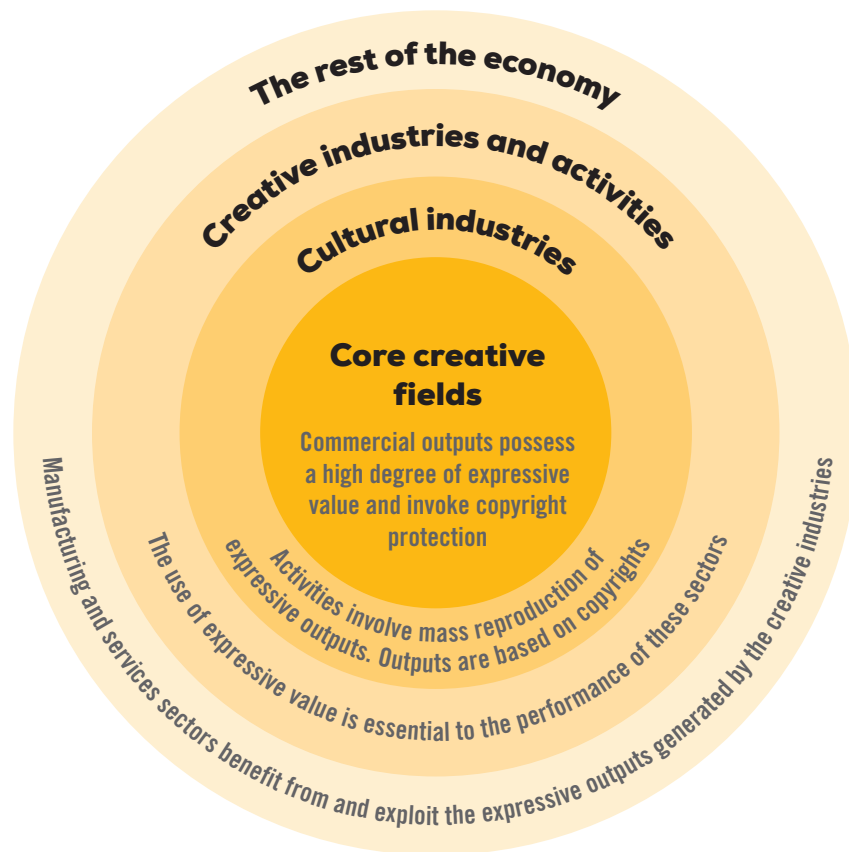 The rest of the economy
Creative industries and activities
Cultural industries
Core creative
fields
Commercial outputs possess
a high degree of expressive
value and invoke copyright
protection
Activities involve mass reproduction of
expressive outputs. Outputs are based on copyrights
The use of expressive value is essential to the performance of these sectors
Manufacturing and services sectors benefit from and exploit the expressive outputs generated by the creative industries